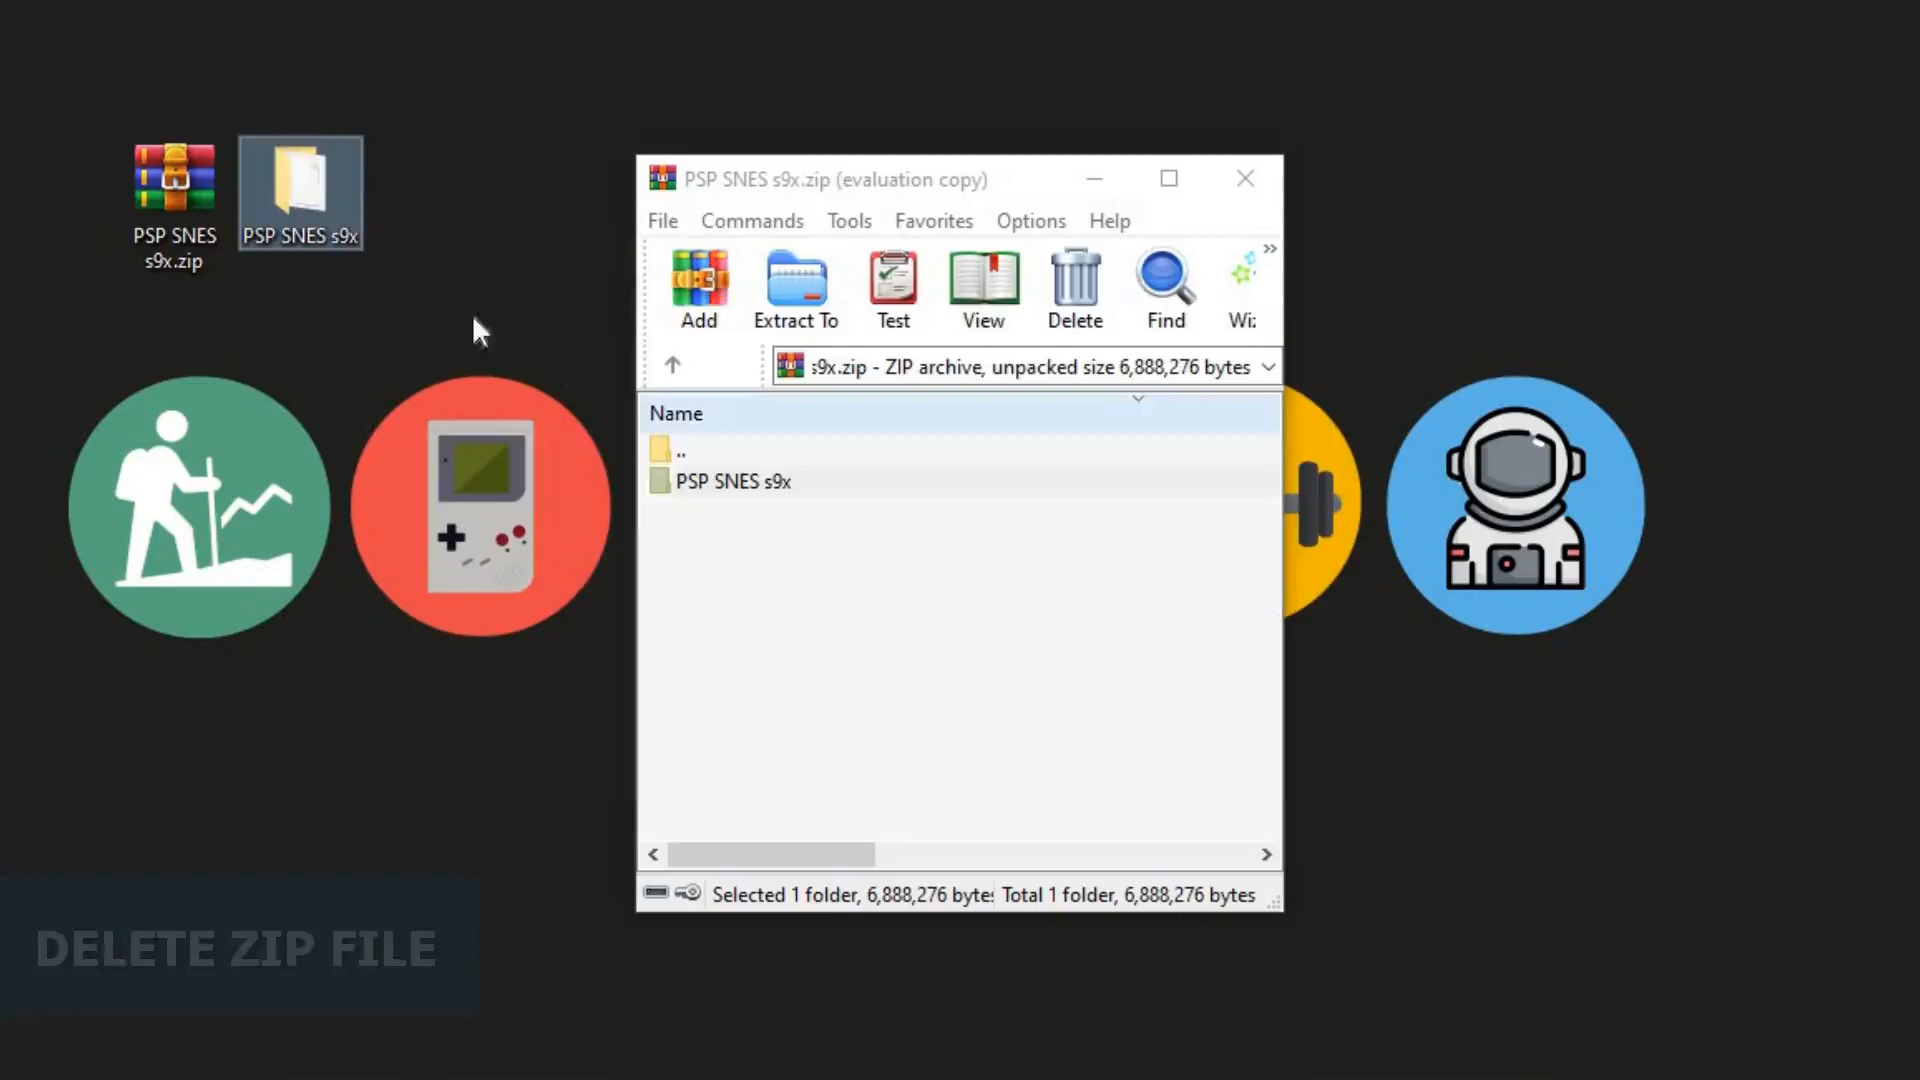 PSP SNES
s9x.zip
PSP SNES s9x
PSP SNES s9x.zip (evaluation copy)
File Commands Tools Favorites Options Help
Add Extract To Test View Delete Find Wi
s9x.zip - ZIP archive, unpacked size 6,888,276 bytes
Name
..
PSP SNES s9x
Selected 1 folder, 6,888,276 bytes Total 1 folder, 6,888,276 bytes
DELETE ZIP FILE